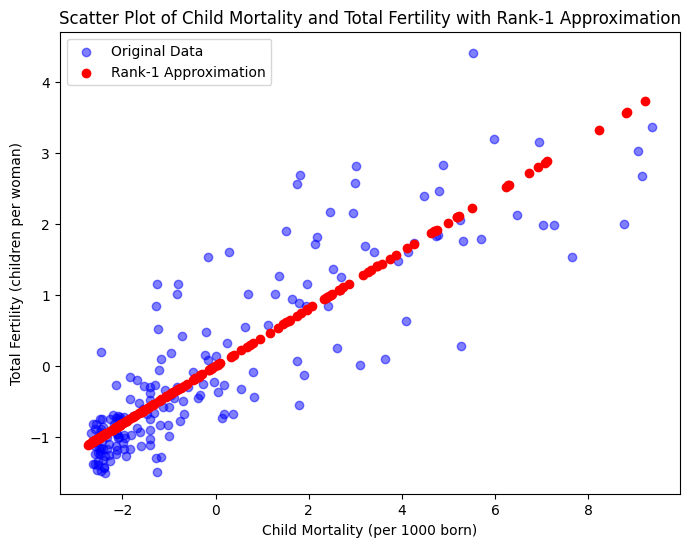 Scatter Plot of Child Mortality and Total Fertility with Rank-1 Approximation
Original Data
Rank-1 Approximation
4
3
2
1
0
−1
Total Fertility (children per woman)
−2
0
2
4
6
8
Child Mortality (per 1000 born)